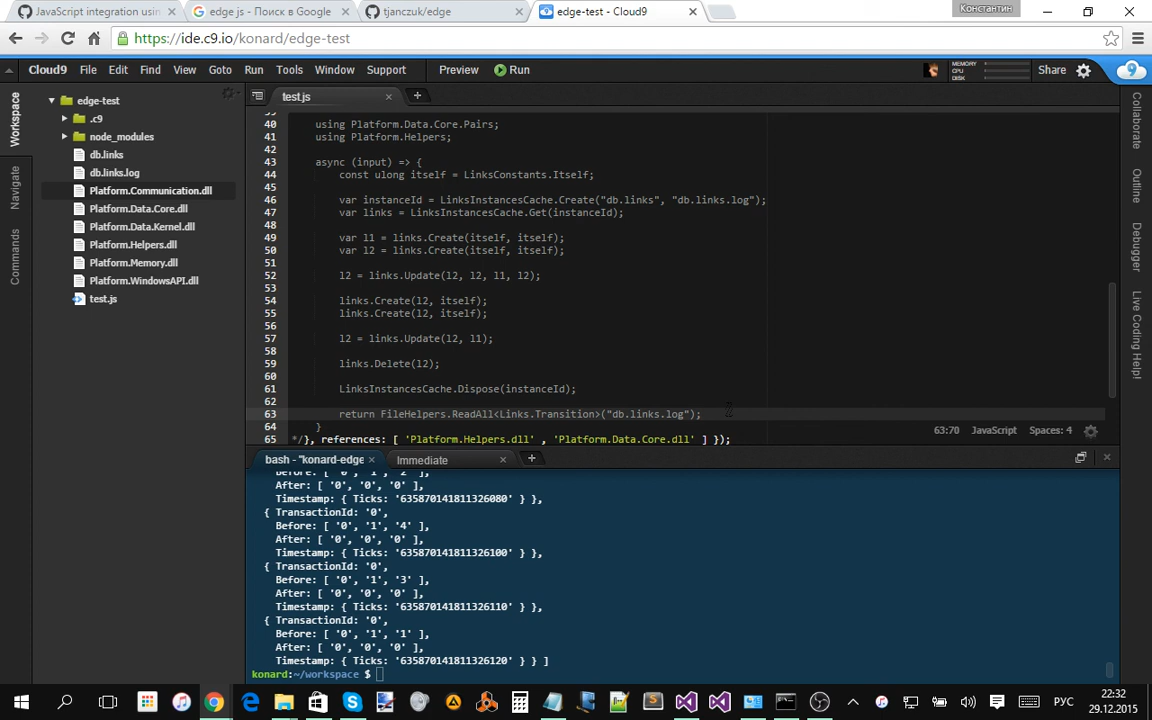 JavaScript integration usin
edge js - Поиск в Google
tjanczuk/edge
edge-test - Cloud9
Константин
https://ide.c9.io/konard/edge-test
Cloud9 File Edit Find View Goto Run Tools Window Support Preview Run
MEMORY
CPU
DISK
Share
Workspace
Navigate
Commands
edge-test
.c9
node_modules
db.links
db.links.log
Platform.Communication.dll
Platform.Data.Core.dll
Platform.Data.Kernel.dll
Platform.Helpers.dll
Platform.Memory.dll
Platform.WindowsAPI.dll
test.js
test.js
40 using Platform.Data.Core.Pairs;
41 using Platform.Helpers;
42
43 async (input) => {
44 const ulong itself = LinksConstants.Itself;
45
46 var instanceId = LinksInstancesCache.Create("db.links", "db.links.log");
47 var links = LinksInstancesCache.Get(instanceId);
48
49 var l1 = links.Create(itself, itself);
50 var l2 = links.Create(itself, itself);
51
52 l2 = links.Update(l2, l2, l1, l2);
53
54 links.Create(l2, itself);
55 links.Create(l2, itself);
56
57 l2 = links.Update(l2, l1);
58
59 links.Delete(l2);
60
61 LinksInstancesCache.Dispose(instanceId);
62
63 return FileHelpers.ReadAll<Links.Transition>("db.links.log");
64 }
65 */}, references: [ 'Platform.Helpers.dll' , 'Platform.Data.Core.dll' ] });
63:70 JavaScript Spaces: 4
Collaborate
Outline
Debugger
Live Coding Help!
bash - "konard-edge
Immediate
Before: [ '0', '1', '2' ],
After: [ '0', '0', '0' ],
Timestamp: { Ticks: '635870141811326080' } },
{ TransactionId: '0',
Before: [ '0', '1', '4' ],
After: [ '0', '0', '0' ],
Timestamp: { Ticks: '635870141811326100' } },
{ TransactionId: '0',
Before: [ '0', '1', '3' ],
After: [ '0', '0', '0' ],
Timestamp: { Ticks: '635870141811326110' } },
{ TransactionId: '0',
Before: [ '0', '1', '1' ],
After: [ '0', '0', '0' ],
Timestamp: { Ticks: '635870141811326120' } } ]
konard:~/workspace $
РУС
22:32
29.12.2015